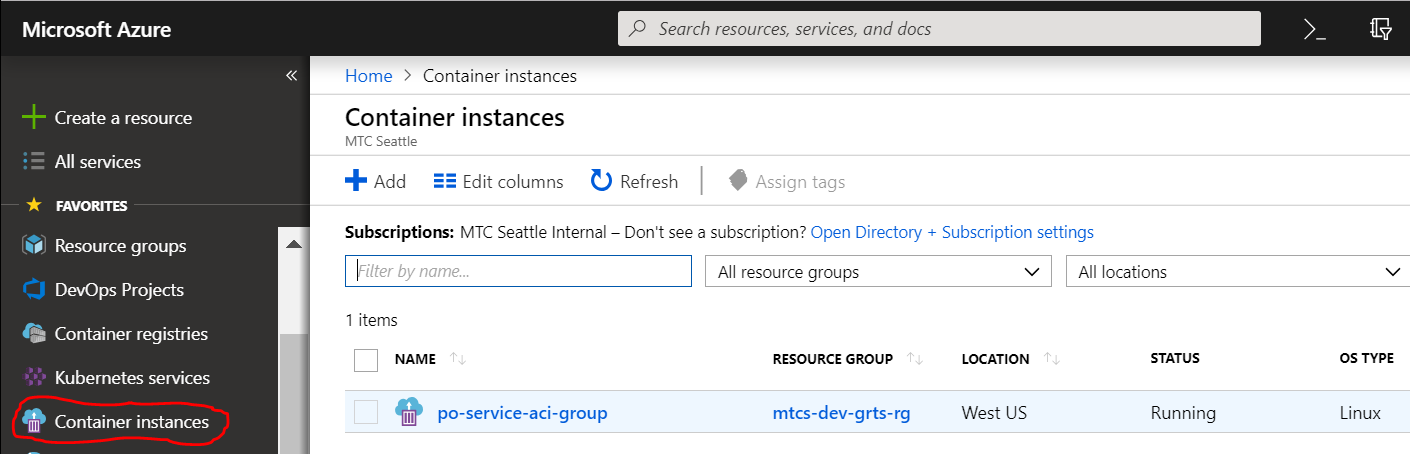 Microsoft Azure
Search resources, services, and docs
Create a resource
All services
FAVORITES
Resource groups
DevOps Projects
Container registries
Kubernetes services
Container instances
Home > Container instances
Container instances
MTC Seattle
Add Edit columns Refresh Assign tags
Subscriptions: MTC Seattle Internal – Don't see a subscription? Open Directory + Subscription settings
Filter by name... All resource groups All locations
1 items
NAME RESOURCE GROUP LOCATION STATUS OS TYPE
po-service-aci-group mtcs-dev-grts-rg West US Running Linux